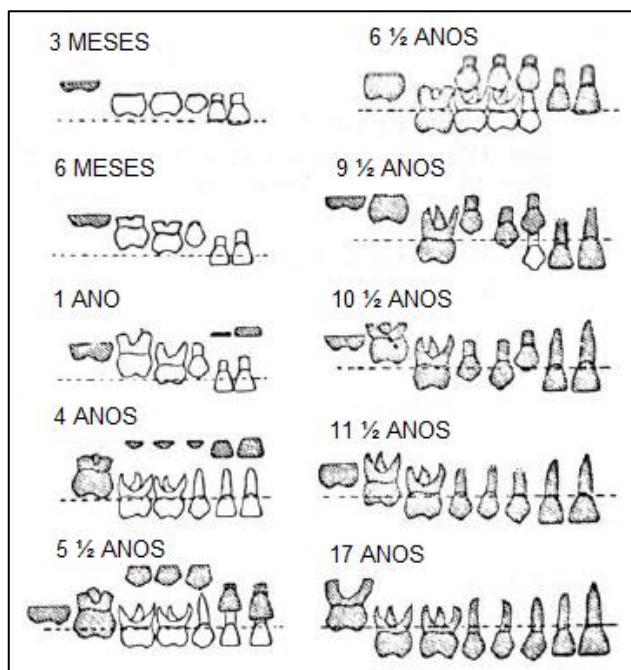 3 MESES
6 MESES
1 ANO
4 ANOS
5 ½ ANOS
6 ½ ANOS
9 ½ ANOS
10 ½ ANOS
11 ½ ANOS
17 ANOS